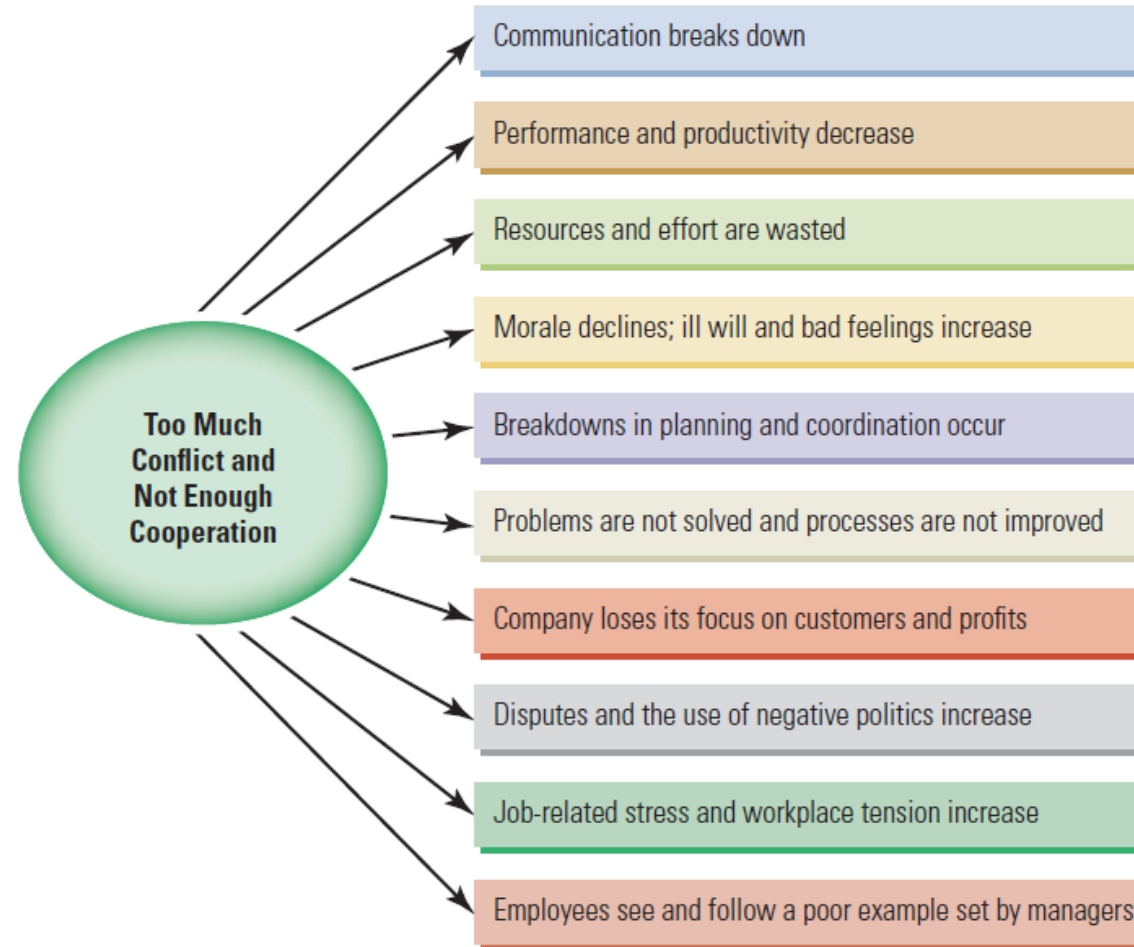 Communication breaks down
Performance and productivity decrease
Resources and effort are wasted
Morale declines; ill will and bad feelings increase
Too Much
Conflict and
Not Enough
Cooperation
Breakdowns in planning and coordination occur
Problems are not solved and processes are not improved
Company loses its focus on customers and profits
Disputes and the use of negative politics increase
Job-related stress and workplace tension increase
Employees see and follow a poor example set by managers